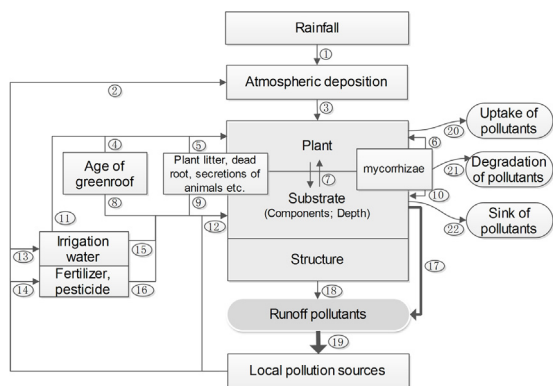 Rainfall
①
②
Atmospheric deposition
③
Plant
Uptake of
pollutants
⑳
④
⑤
⑥
Age of
greenroof
Plant litter, dead
root, secretions of
animals etc.
⑦
mycorrhizae
Degradation
of pollutants
㉑
⑧
⑨
⑩
Substrate
(Components; Depth)
⑪
⑫
Sink of
pollutants
㉒
Irrigation
water
⑬
⑮
Structure
⑰
Fertilizer,
pesticide
⑭
⑯
⑱
Runoff pollutants
⑲
Local pollution sources